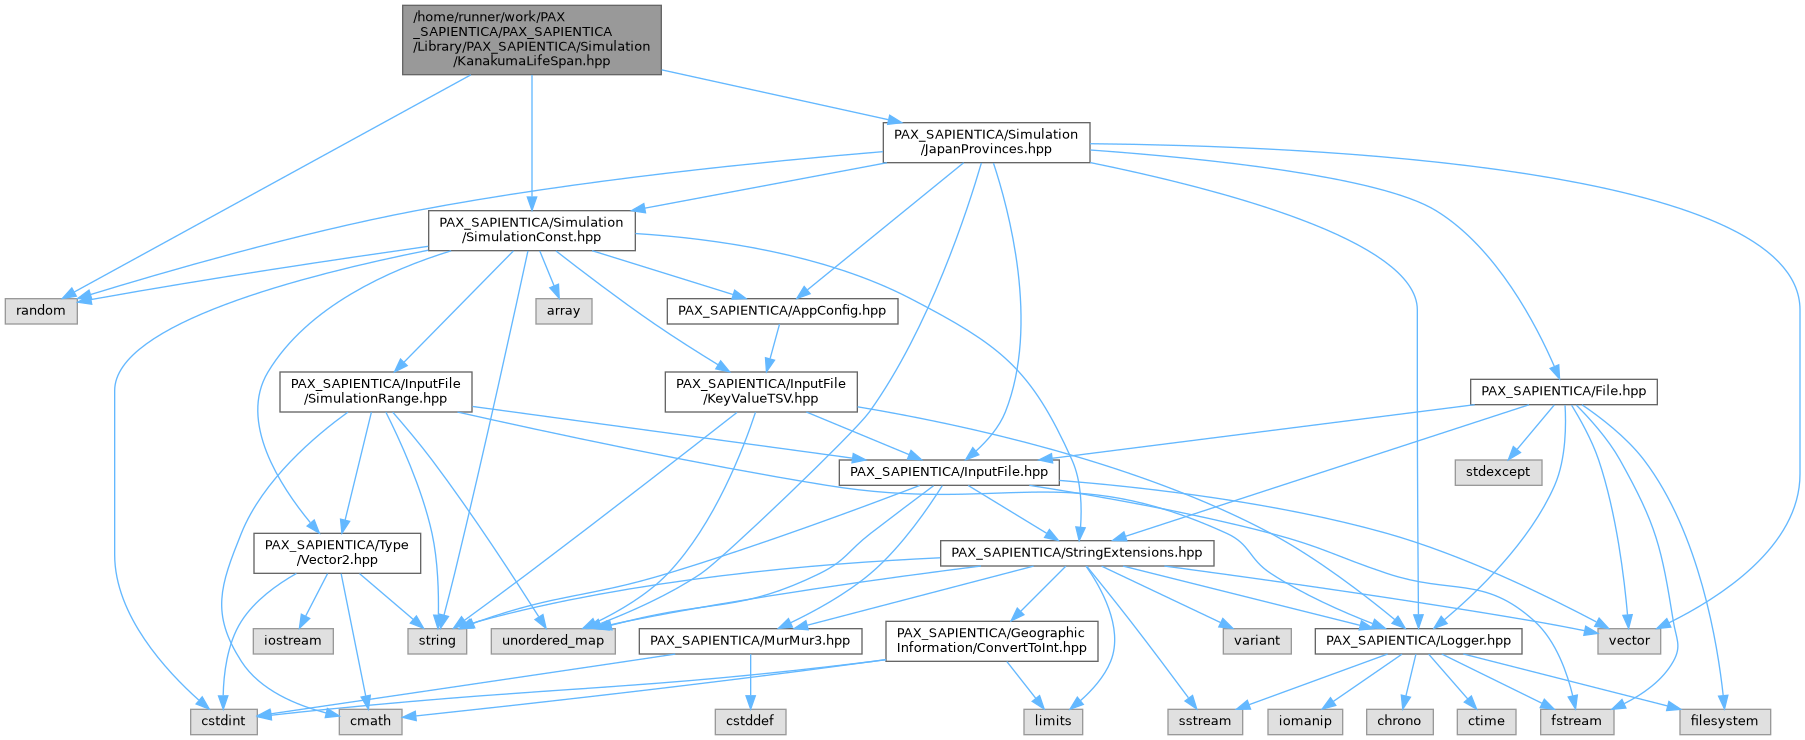 /home/runner/work/PAX
_SAPIENTICA/PAX_SAPIENTICA
/Library/PAX_SAPIENTICA/Simulation
/KanakumaLifeSpan.hpp
PAX_SAPIENTICA/Simulation
/JapanProvinces.hpp
PAX_SAPIENTICA/Simulation
/SimulationConst.hpp
random
array
PAX_SAPIENTICA/AppConfig.hpp
PAX_SAPIENTICA/InputFile
/SimulationRange.hpp
PAX_SAPIENTICA/InputFile
/KeyValueTSV.hpp
PAX_SAPIENTICA/File.hpp
PAX_SAPIENTICA/InputFile.hpp
stdexcept
PAX_SAPIENTICA/Type
/Vector2.hpp
PAX_SAPIENTICA/StringExtensions.hpp
iostream
string
unordered_map
PAX_SAPIENTICA/MurMur3.hpp
PAX_SAPIENTICA/Geographic
Information/ConvertToInt.hpp
variant
PAX_SAPIENTICA/Logger.hpp
vector
cstdint
cmath
cstddef
limits
sstream
iomanip
chrono
ctime
fstream
filesystem